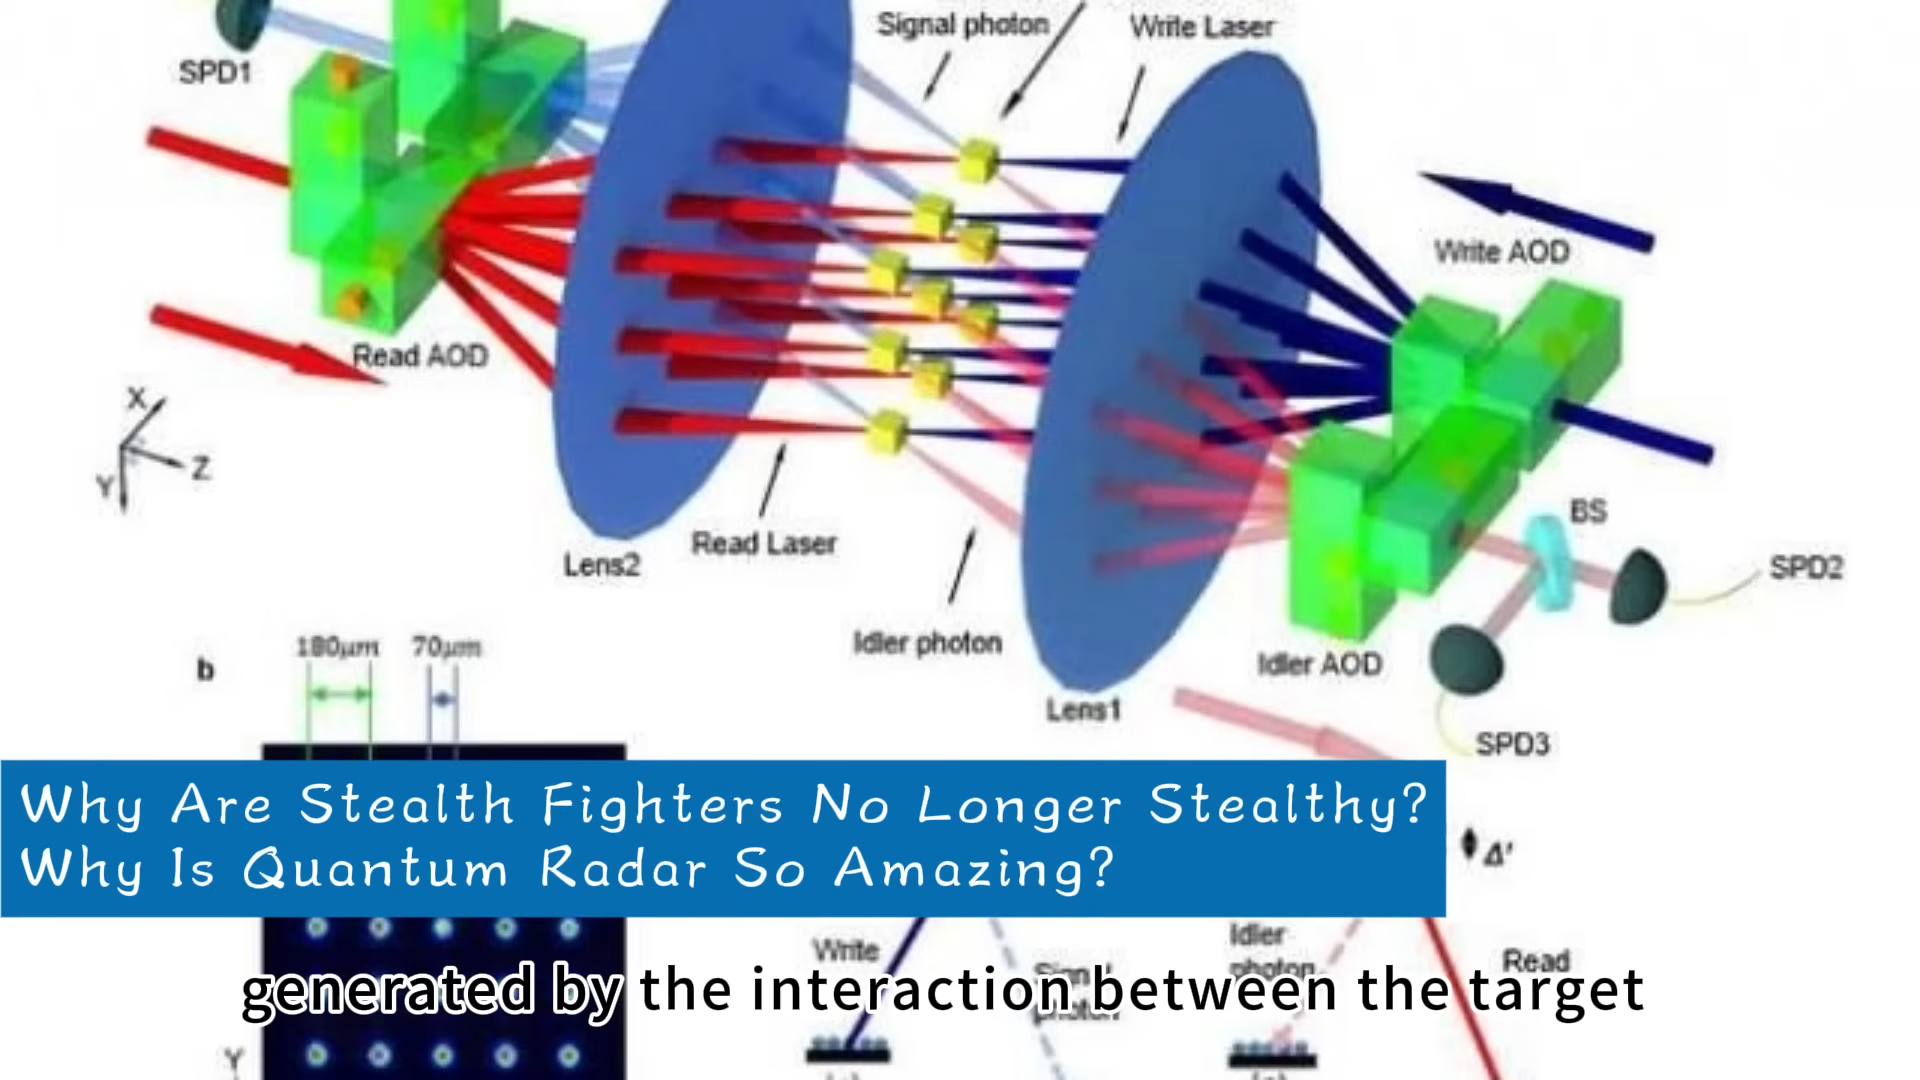 Signal photon
Write Laser
SPD1
Write AOD
Read AOD
X
Z
Y
BS
Read Laser
Lens2
SPD2
Idler photon
180μm 70μm
b
Idler AOD
Lens1
SPD3
Why Are Stealth Fighters No Longer Stealthy?
Why Is Quantum Radar So Amazing?
Δ'
Write
Idler
photon
Read
generated by the interaction between the target
Y